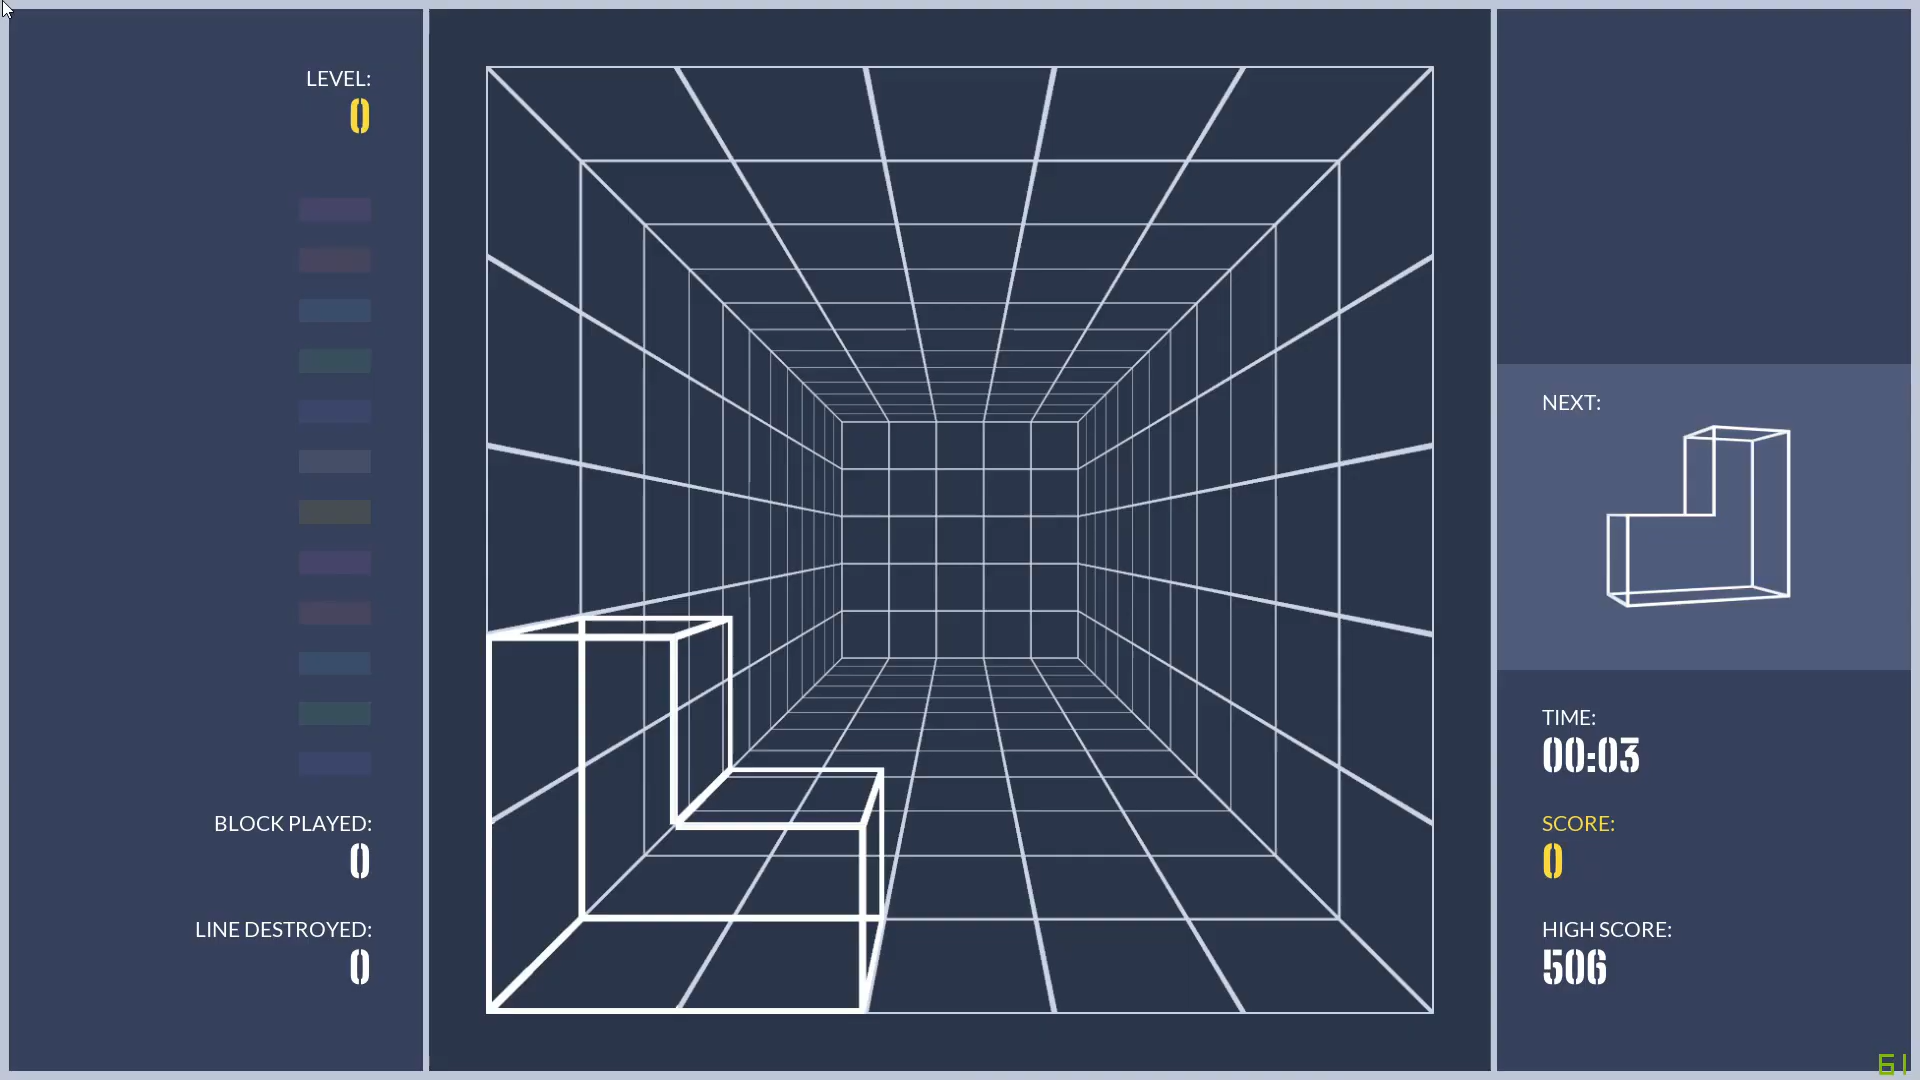 LEVEL:
0
BLOCK PLAYED:
0
LINE DESTROYED:
0
NEXT:
TIME:
00:03
SCORE:
0
HIGH SCORE:
506
61